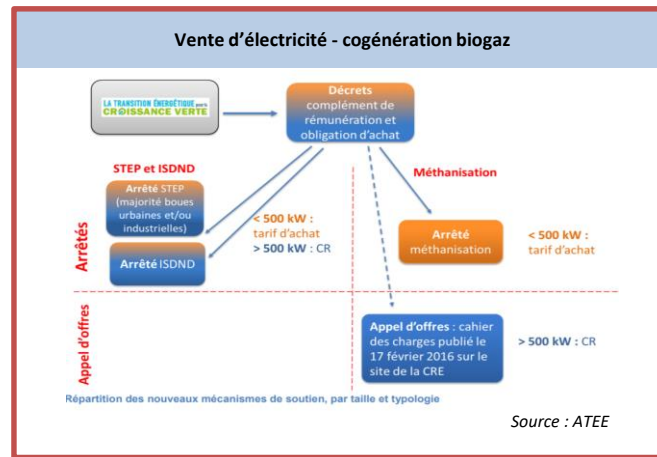 Vente d’électricité - cogénération biogaz
LA TRANSITION ÉNERGÉTIQUE pour la
CROISSANCE VERTE
Décrets
complément de
rémunération et
obligation d’achat
STEP et ISDND
Méthanisation
Arrêtés
Arrêté STEP
(majorité boues
urbaines et/ou
industrielles)
Arrêté ISDND
< 500 kW :
tarif d’achat
> 500 kW : CR
Arrêté
méthanisation
< 500 kW :
tarif d’achat
Appel d’offres
Appel d’offres : cahier
des charges publié le
17 février 2016 sur le
site de la CRE
> 500 kW : CR
Répartition des nouveaux mécanismes de soutien, par taille et typologie
Source : ATEE